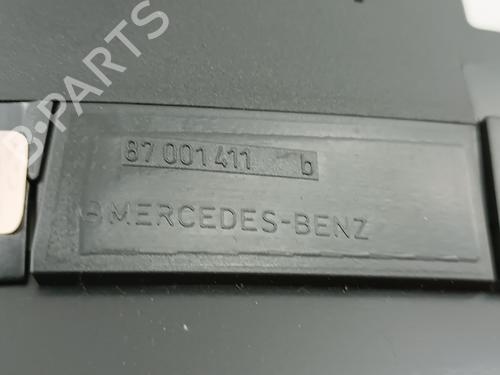 B-PARTS
87 001 411 b
MERCEDES-BENZ